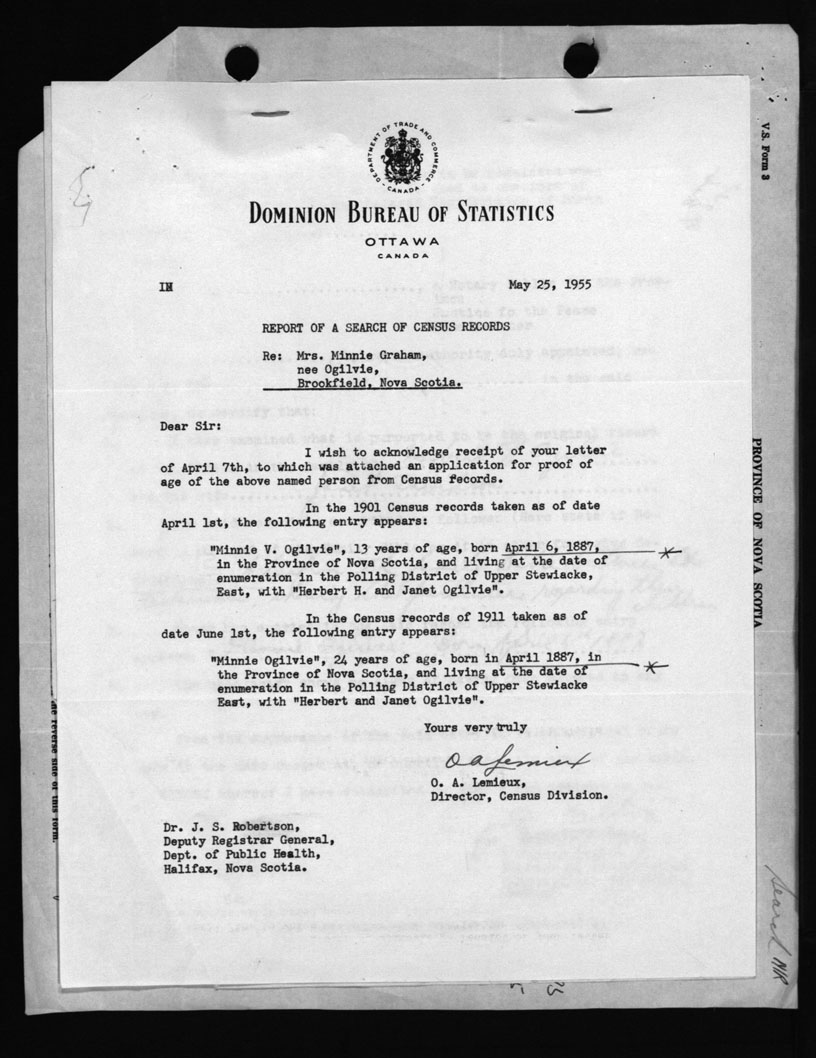 DEPARTMENT OF TRADE AND COMMERCE
- CANADA -
DOMINION BUREAU OF STATISTICS
OTTAWA
CANADA
May 25, 1955
REPORT OF A SEARCH OF CENSUS RECORDS
Re: Mrs. Minnie Graham,
nee Ogilvie,
Brookfield, Nova Scotia.
Dear Sir:
I wish to acknowledge receipt of your letter
of April 7th, to which was attached an application for proof of
age of the above named person from Census records.
In the 1901 Census records taken as of date
April 1st, the following entry appears:
"Minnie V. Ogilvie", 13 years of age, born April 6, 1887,
in the Province of Nova Scotia, and living at the date of
enumeration in the Polling District of Upper Stewiacke,
East, with "Herbert H. and Janet Ogilvie".
In the Census records of 1911 taken as of
date June 1st, the following entry appears:
"Minnie Ogilvie", 24 years of age, born in April 1887, in
the Province of Nova Scotia, and living at the date of
enumeration in the Polling District of Upper Stewiacke
East, with "Herbert and Janet Ogilvie".
Yours very truly
O. A. Lemieux,
Director, Census Division.
Dr. J. S. Robertson,
Deputy Registrar General,
Dept. of Public Health,
Halifax, Nova Scotia.
V.S. Form 3
PROVINCE OF NOVA SCOTIA
reverse side of this form.
Search